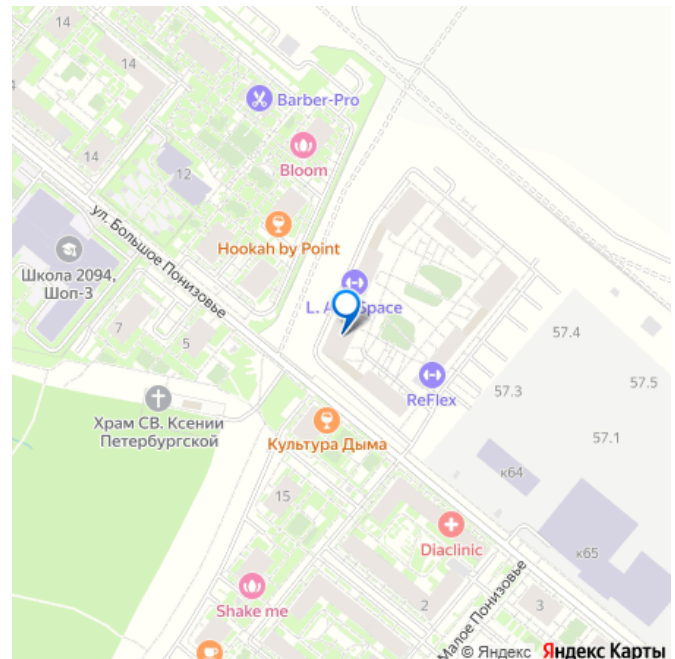 14
14
Barber-Pro
4
Bloom
14
12
ул. Большое Понизовье
Hookah by Point
Школа 2094,
Шоп-3
L. A Space
7
5
57.4
57.3
57.5
ReFlex
Храм СВ. Ксении
Петербургской
57.1
Культура Дыма
к64
15
Diaclinic
к65
Shake me
2
3
Малое Понизовье
© Яндекс Яндекс Карты